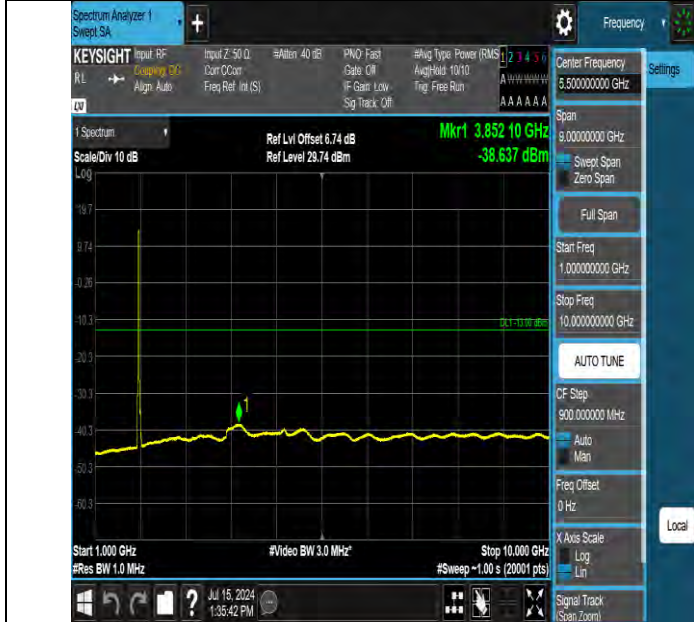 Spectrum Analyzer 1
Swept SA
+
Frequency
KEYSIGHT
RL
LXI
Input: RF
Coupling: DC
Align: Auto
Input Z: 50 Ω
Corr CCorr
Freq Ref: Int (S)
#Atten: 40 dB
PNO: Fast
Gate: Off
IF Gain: Low
Sig Track: Off
#Avg Type: Power (RMS
Avg|Hold: 10/10
Trig: Free Run
1 2 3 4 5 6
A W W W W W
A A A A A A
Settings
Center Frequency
5.500000000 GHz
Span
9.00000000 GHz
Swept Span
Zero Span
Full Span
Start Freq
1.000000000 GHz
Stop Freq
10.000000000 GHz
AUTO TUNE
CF Step
900.000000 MHz
Auto
Man
Freq Offset
0 Hz
X Axis Scale
Log
Lin
Signal Track
(Span Zoom)
Local
1 Spectrum
Scale/Div 10 dB
Ref Lvl Offset 6.74 dB
Ref Level 29.74 dBm
Mkr1 3.852 10 GHz
-38.637 dBm
Log
19.7
9.74
-0.26
-10.3
DL1 -13.00 dBm
-20.3
-30.3
1
-40.3
-50.3
-60.3
Start 1.000 GHz
#Video BW 3.0 MHz*
Stop 10.000 GHz
#Res BW 1.0 MHz
#Sweep ~1.00 s (20001 pts)
?
Jul 15, 2024
1:35:42 PM